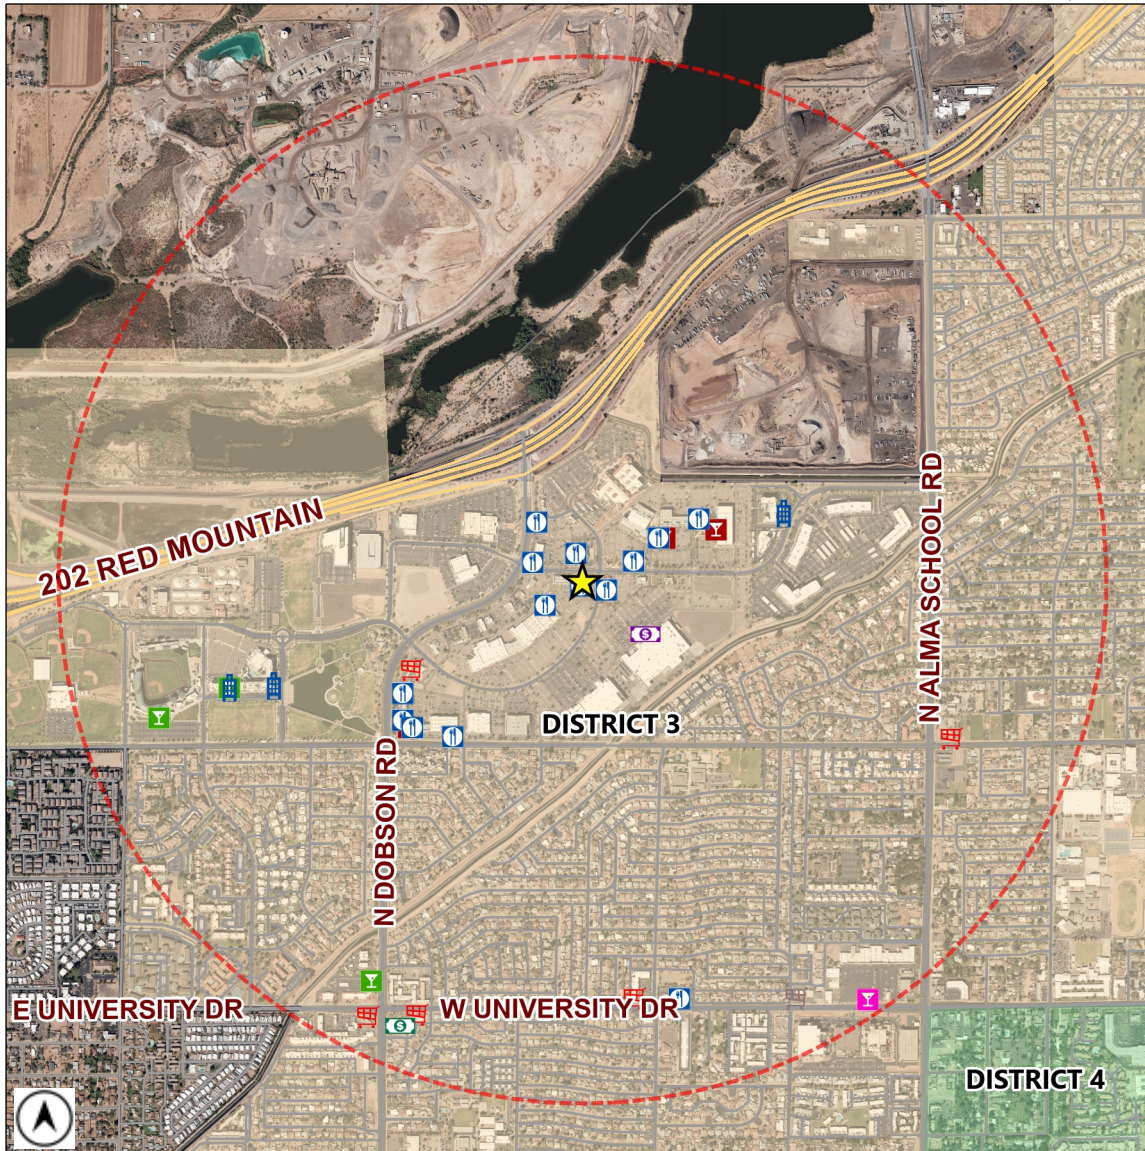 202 RED MOUNTAIN
N ALMA SCHOOL RD
DISTRICT 3
N DOBSON RD
E UNIVERSITY DR
W UNIVERSITY DR
DISTRICT 4
$
$